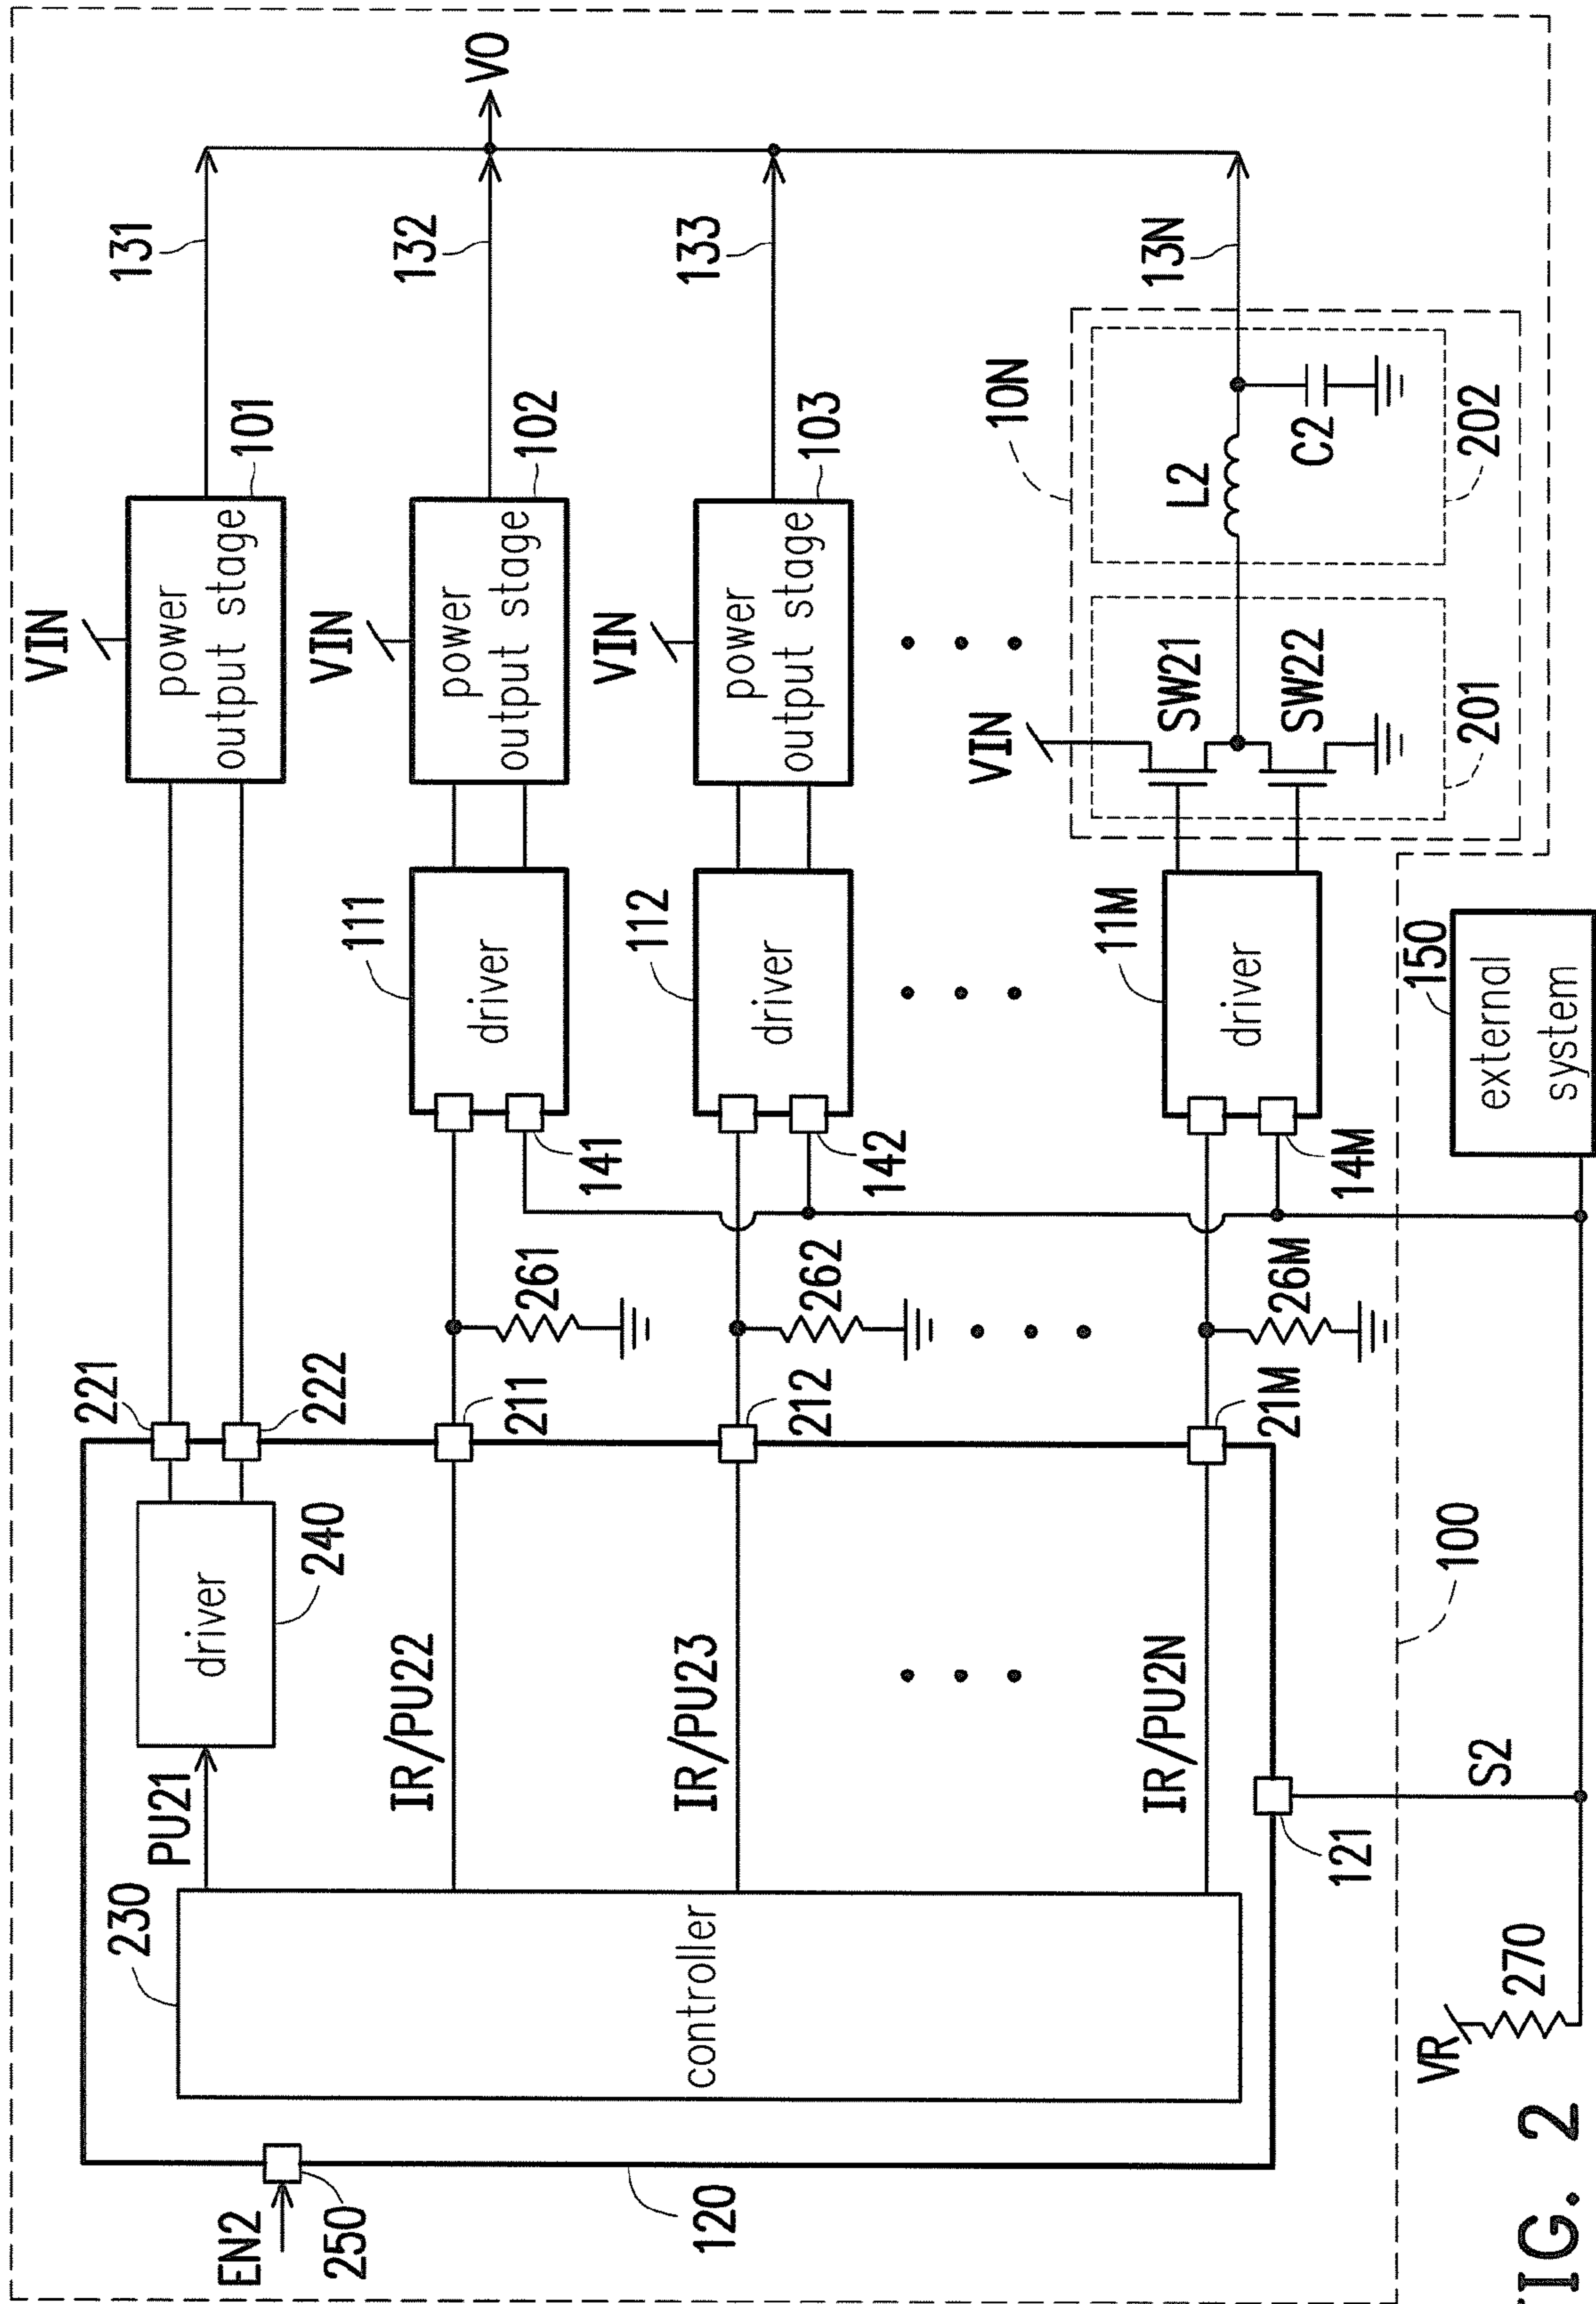 VIN
VIN
VIN
VIN
power
output stage
101
131
power
output stage
102
132
VO
power
output stage
103
133
10N
13N
L2
C2
202
SW21
SW22
201
driver
111
141
driver
112
142
driver
11M
14M
external
system
150
261
262
26M
221
222
211
212
21M
driver
240
PU21
IR/PU22
IR/PU23
IR/PU2N
controller
230
EN2
250
120
121
S2
100
VR
270
IG. 2